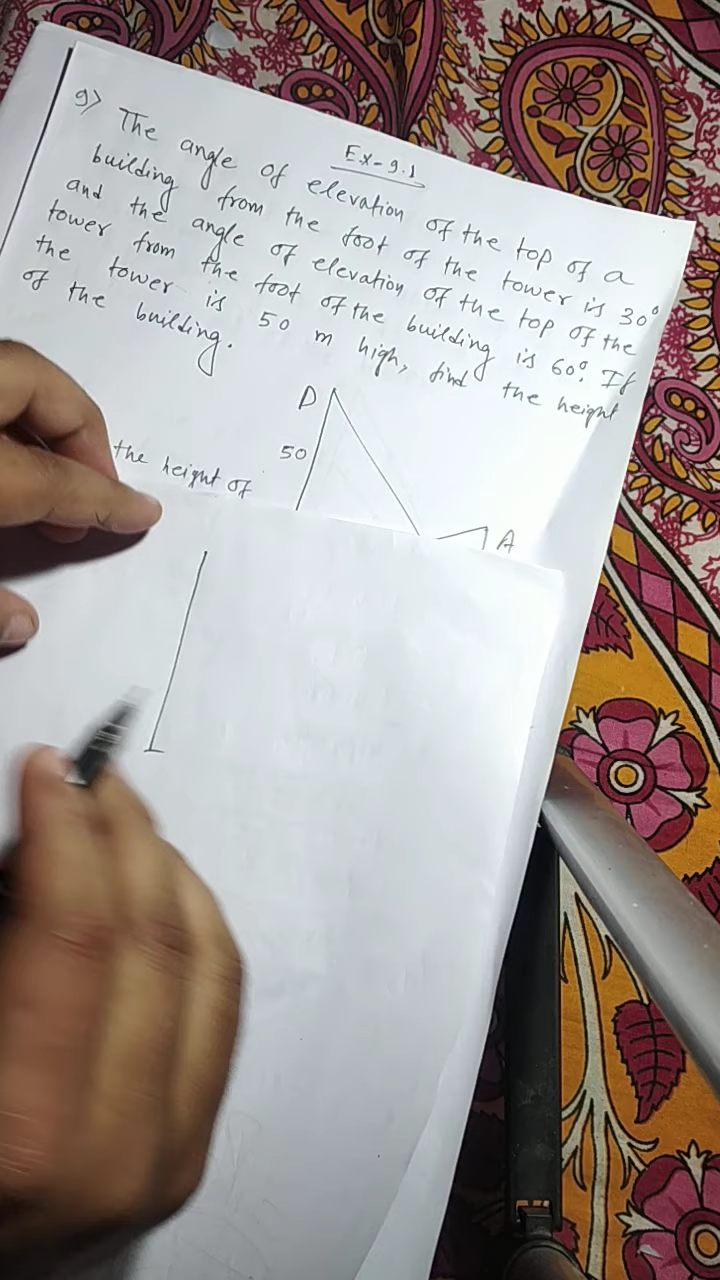 Ex-9.1
9) The angle of elevation of the top of a
building from the foot of the tower is 30°
and the angle of elevation of the top of the
tower from the foot of the building is 60°. If
the tower is 50 m high, find the height
of the building.
D
50
the height of
A